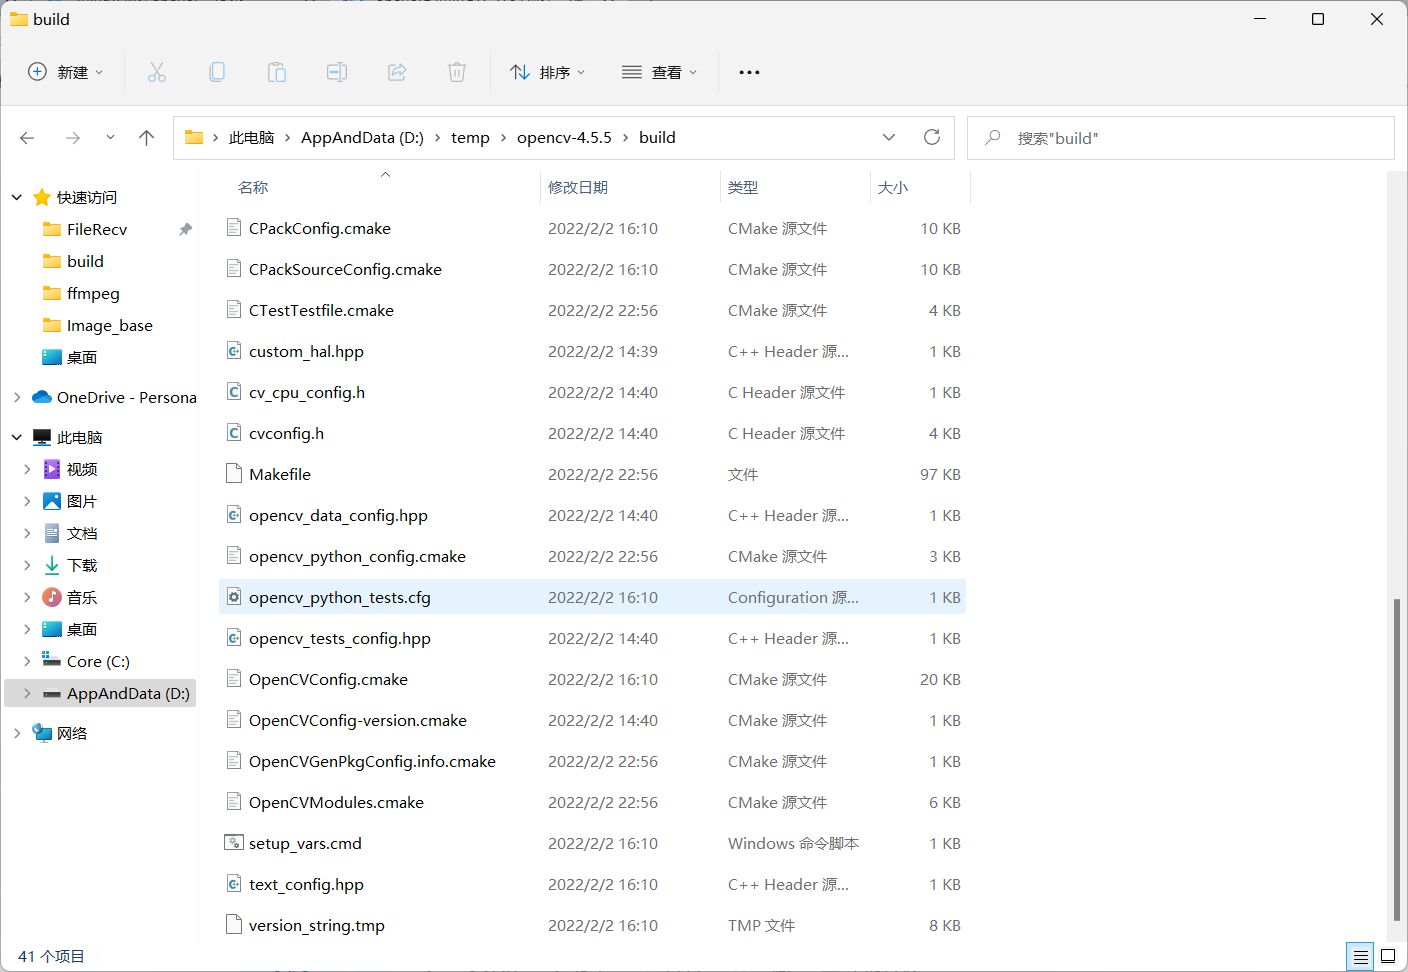 build
新建
排序
查看
此电脑 AppAndData (D:) temp opencv-4.5.5 build
搜索"build"
快速访问
FileRecv
build
ffmpeg
Image_base
桌面
OneDrive - Persona
此电脑
视频
图片
文档
下载
音乐
桌面
Core (C:)
AppAndData (D:)
网络
名称 修改日期 类型 大小
CPackConfig.cmake 2022/2/2 16:10 CMake 源文件 10 KB
CPackSourceConfig.cmake 2022/2/2 16:10 CMake 源文件 10 KB
CTestTestfile.cmake 2022/2/2 22:56 CMake 源文件 4 KB
custom_hal.hpp 2022/2/2 14:39 C++ Header 源... 1 KB
cv_cpu_config.h 2022/2/2 14:40 C Header 源文件 1 KB
cvconfig.h 2022/2/2 14:40 C Header 源文件 4 KB
Makefile 2022/2/2 22:56 文件 97 KB
opencv_data_config.hpp 2022/2/2 14:40 C++ Header 源... 1 KB
opencv_python_config.cmake 2022/2/2 22:56 CMake 源文件 3 KB
opencv_python_tests.cfg 2022/2/2 16:10 Configuration 源... 1 KB
opencv_tests_config.hpp 2022/2/2 14:40 C++ Header 源... 1 KB
OpenCVConfig.cmake 2022/2/2 16:10 CMake 源文件 20 KB
OpenCVConfig-version.cmake 2022/2/2 14:40 CMake 源文件 1 KB
OpenCVGenPkgConfig.info.cmake 2022/2/2 22:56 CMake 源文件 1 KB
OpenCVModules.cmake 2022/2/2 22:56 CMake 源文件 6 KB
setup_vars.cmd 2022/2/2 16:10 Windows 命令脚本 1 KB
text_config.hpp 2022/2/2 16:10 C++ Header 源... 1 KB
version_string.tmp 2022/2/2 16:10 TMP 文件 8 KB
41 个项目